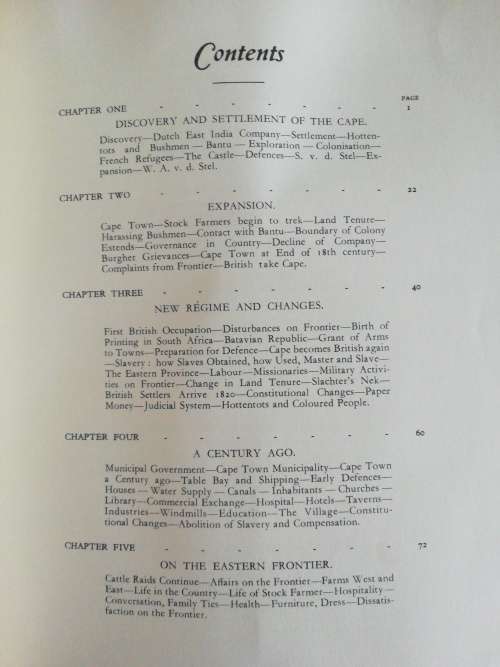 Contents
PAGE
CHAPTER ONE - - - - - - - 1
DISCOVERY AND SETTLEMENT OF THE CAPE.
Discovery—Dutch East India Company—Settlement—Hotten-
tots and Bushmen — Bantu — Exploration — Colonisation—
French Refugees—The Castle—Defences—S. v. d. Stel—Ex-
pansion—W. A. v. d. Stel.
CHAPTER TWO - - - - - - - 22
EXPANSION.
Cape Town—Stock Farmers begin to trek—Land Tenure—
Harassing Bushmen—Contact with Bantu—Boundary of Colony
Extends—Governance in Country—Decline of Company—
Burgher Grievances—Cape Town at End of 18th century—
Complaints from Frontier—British take Cape.
CHAPTER THREE - - - - - - - 40
NEW RÉGIME AND CHANGES.
First British Occupation—Disturbances on Frontier—Birth of
Printing in South Africa—Batavian Republic—Grant of Arms
to Towns—Preparation for Defence—Cape becomes British again
—Slavery : how Slaves Obtained, how Used, Master and Slave—
The Eastern Province—Labour—Missionaries—Military Activi-
ties on Frontier—Change in Land Tenure—Slachter's Nek—
British Settlers Arrive 1820—Constitutional Changes—Paper
Money—Judicial System—Hottentots and Coloured People.
CHAPTER FOUR - - - - - - - 60
A CENTURY AGO.
Municipal Government—Cape Town Municipality—Cape Town
a Century ago—Table Bay and Shipping—Early Defences—
Houses — Water Supply — Canals — Inhabitants — Churches —
Library—Commercial Exchange—Hospital—Hotels—Taverns—
Industries—Windmills—Education—The Village—Constitu-
tional Changes—Abolition of Slavery and Compensation.
CHAPTER FIVE - - - - - - - 72
ON THE EASTERN FRONTIER.
Cattle Raids Continue—Affairs on the Frontier—Farms West and
East—Life in the Country—Life of Stock Farmer—Hospitality—
Conversation, Family Ties—Health—Furniture, Dress—Dissatis-
faction on the Frontier.